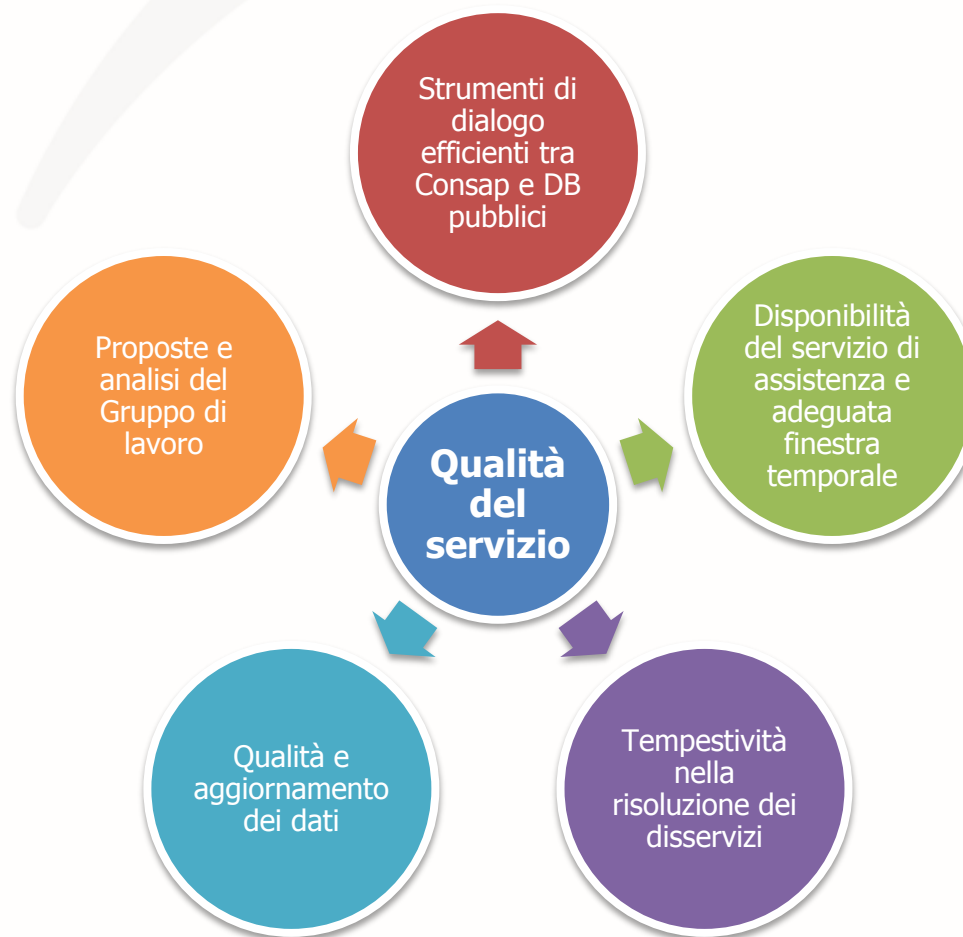 Strumenti di
dialogo
efficienti tra
Consap e DB
pubblici
Disponibilità
del servizio di
assistenza e
adeguata
finestra
temporale
Tempestività
nella
risoluzione dei
disservizi
Qualità e
aggiornamento
dei dati
Proposte e
analisi del
Gruppo di
lavoro
Qualità
del
servizio